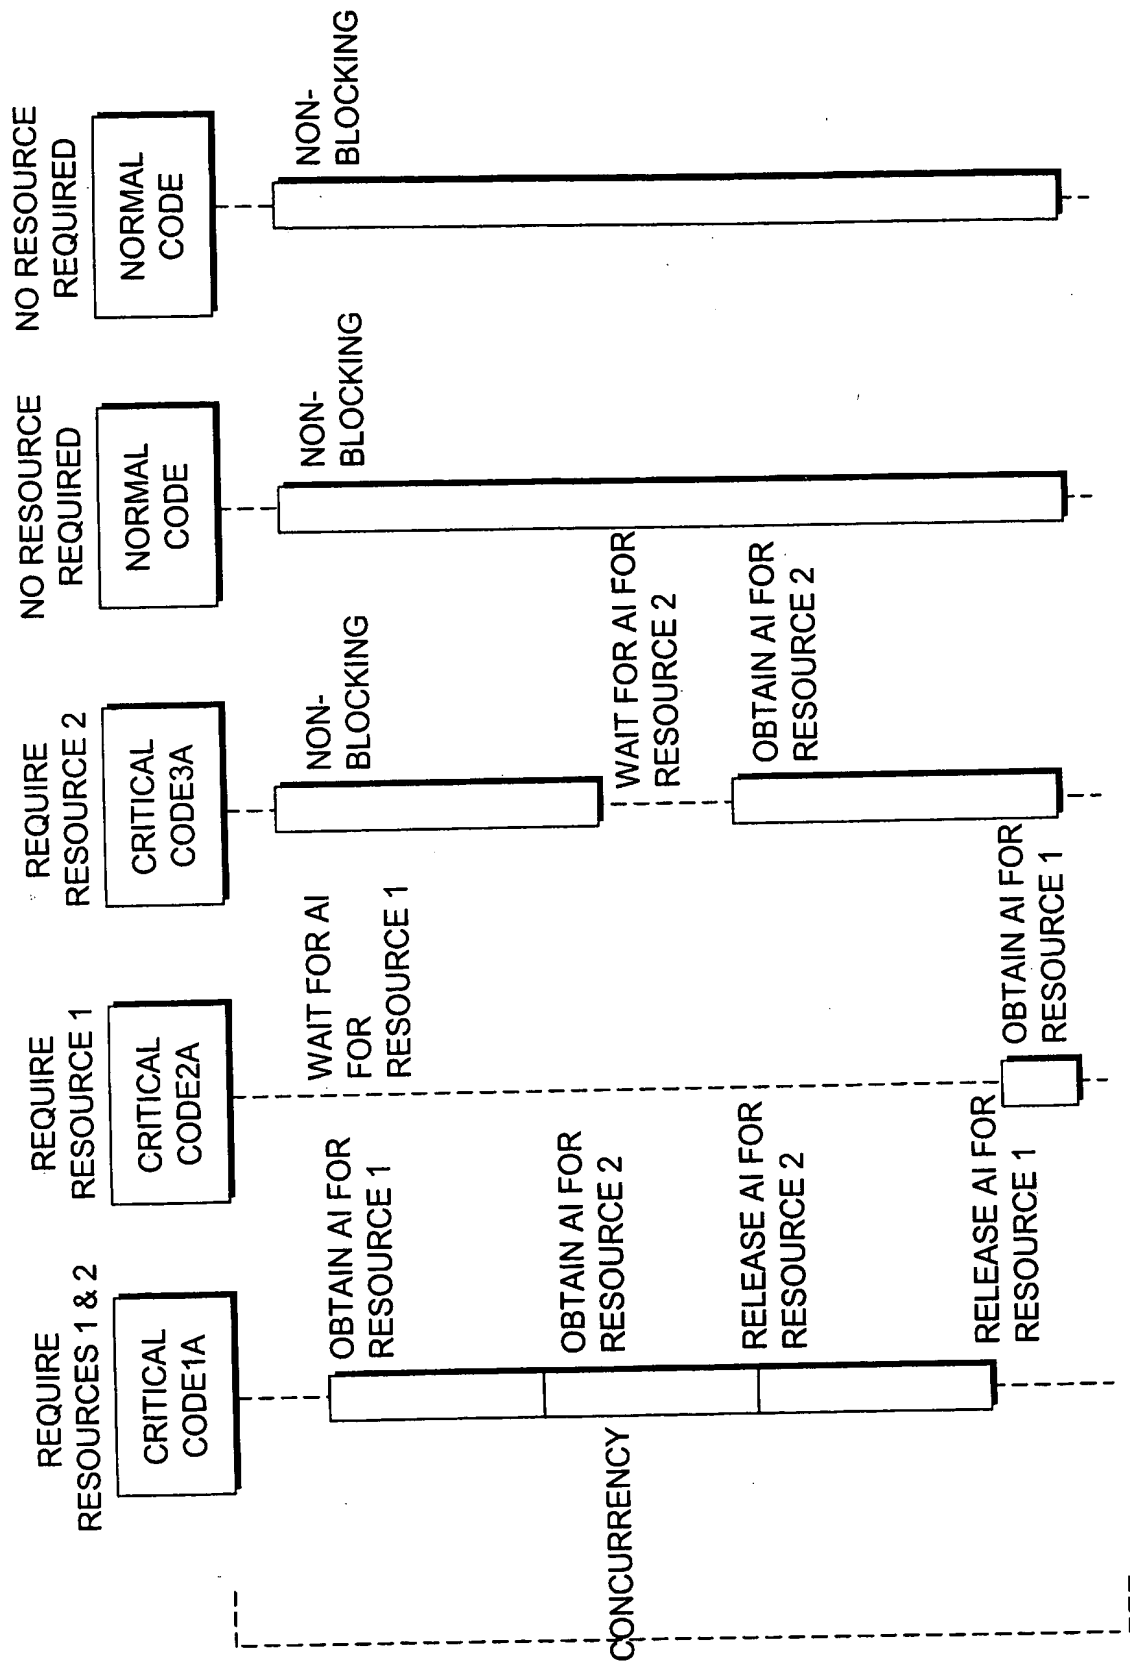 REQUIRE
RESOURCES 1 & 2
CRITICAL
CODE1A
OBTAIN AI FOR
RESOURCE 1
OBTAIN AI FOR
RESOURCE 2
RELEASE AI FOR
RESOURCE 2
RELEASE AI FOR
RESOURCE 1
CONCURRENCY
REQUIRE
RESOURCE 1
CRITICAL
CODE2A
WAIT FOR AI
FOR
RESOURCE 1
OBTAIN AI FOR
RESOURCE 1
REQUIRE
RESOURCE 2
CRITICAL
CODE3A
NON-
BLOCKING
WAIT FOR AI FOR
RESOURCE 2
OBTAIN AI FOR
RESOURCE 2
NO RESOURCE
REQUIRED
NORMAL
CODE
NON-
BLOCKING
NO RESOURCE
REQUIRED
NORMAL
CODE
NON-
BLOCKING